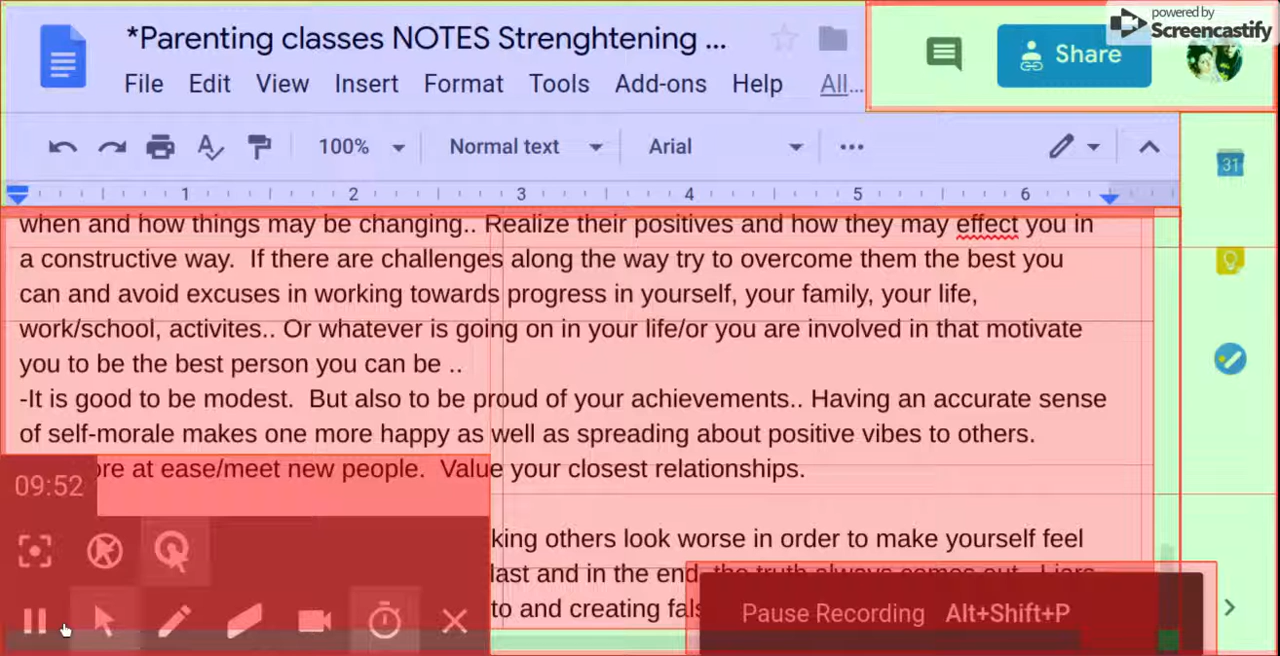 powered by
Screencastify
*Parenting classes NOTES Strenghtening ...
Share
File Edit View Insert Format Tools Add-ons Help All...
100% Normal text Arial
31
1 2 3 4 5 6
when and how things may be changing.. Realize their positives and how they may effect you in
a constructive way. If there are challenges along the way try to overcome them the best you
can and avoid excuses in working towards progress in yourself, your family, your life,
work/school, activites.. Or whatever is going on in your life/or you are involved in that motivate
you to be the best person you can be ..
-It is good to be modest. But also to be proud of your achievements.. Having an accurate sense
of self-morale makes one more happy as well as spreading about positive vibes to others.
at ease/meet new people. Value your closest relationships.
09:52
others look worse in order to make yourself feel
last and in the end, the truth always comes out.. Liars
to and creating
Pause Recording Alt+Shift+P